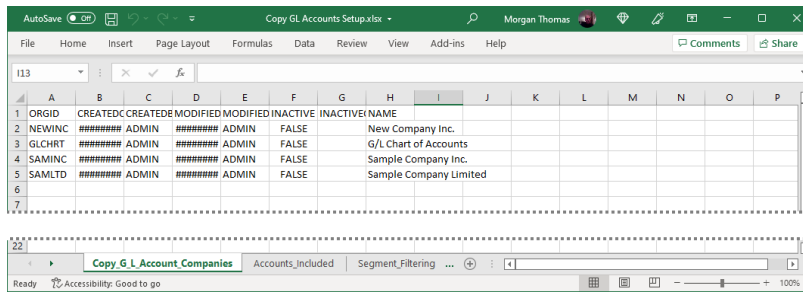 AutoSave Off Copy GL Accounts Setup.xlsx Morgan Thomas
File Home Insert Page Layout Formulas Data Review View Add-ins Help Comments Share
I13 fx
A B C D E F G H I J K L M N O P
1 ORGID CREATEDO CREATEDB MODIFIED MODIFIED INACTIVE INACTIVE( NAME
2 NEWINC ######## ADMIN ######## ADMIN FALSE New Company Inc.
3 GLCHRT ######## ADMIN ######## ADMIN FALSE G/L Chart of Accounts
4 SAMINC ######## ADMIN ######## ADMIN FALSE Sample Company Inc.
5 SAMLTD ######## ADMIN ######## ADMIN FALSE Sample Company Limited
6
7
22
Copy_G_L_Account_Companies Accounts_Included Segment_Filtering ...
Ready Accessibility: Good to go 100%